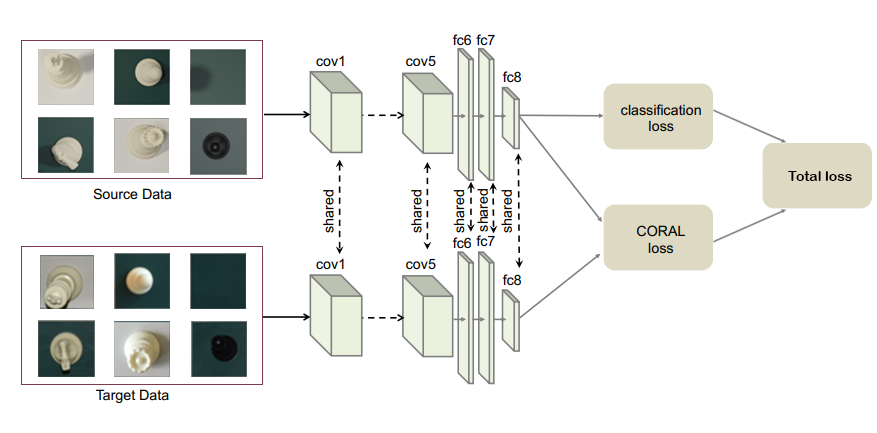 cov1
cov5
fc6
fc7
fc8
Source Data
classification
loss
Total loss
shared
shared
shared
shared
shared
CORAL
loss
cov1
cov5
fc6
fc7
fc8
Target Data